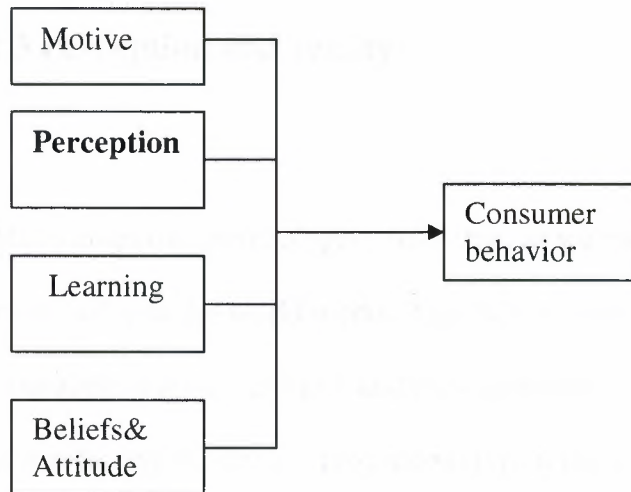 Motive
Perception
Learning
Beliefs&
Attitude
Consumer
behavior